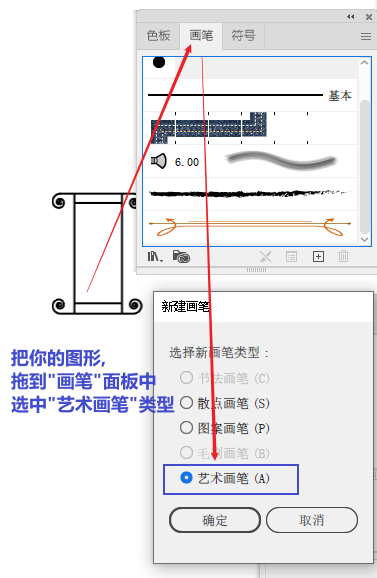 色板 画笔 符号
基本
6.00
新建画笔
选择新画笔类型：
书法画笔 (C)
散点画笔 (S)
图案画笔 (P)
毛刷画笔 (B)
艺术画笔 (A)
确定 取消
把你的图形,
拖到"画笔"面板中
选中"艺术画笔"类型